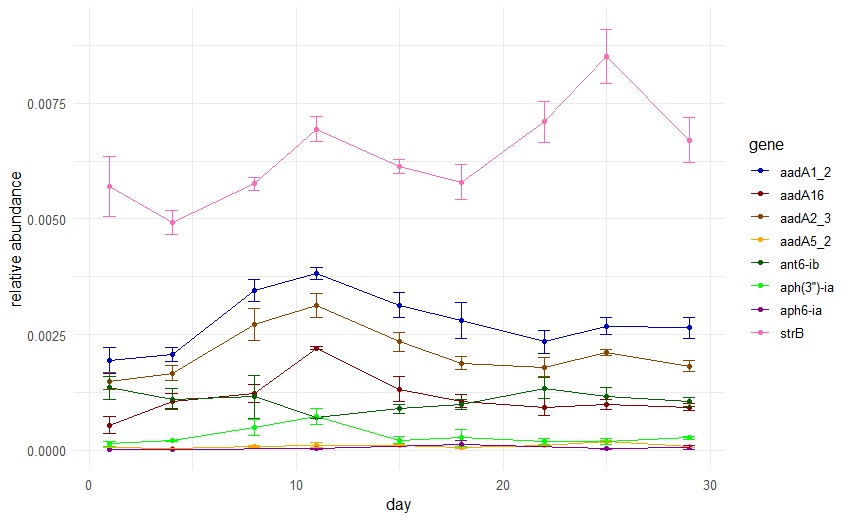 relative abundance
0.0075
0.0050
0.0025
0.0000
0
10
20
30
day
gene
aadA1_2
aadA16
aadA2_3
aadA5_2
ant6-ib
aph(3")-ia
aph6-ia
strB